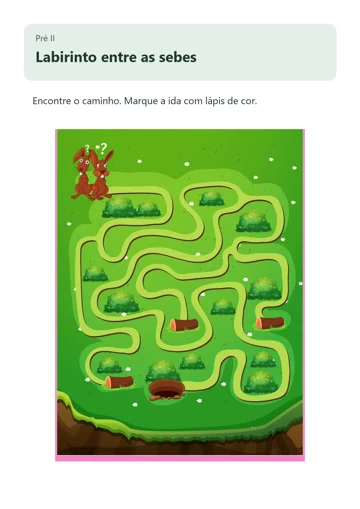 Pré II
Labirinto entre as sebes
Encontre o caminho. Marque a ida com lápis de cor.
? ?